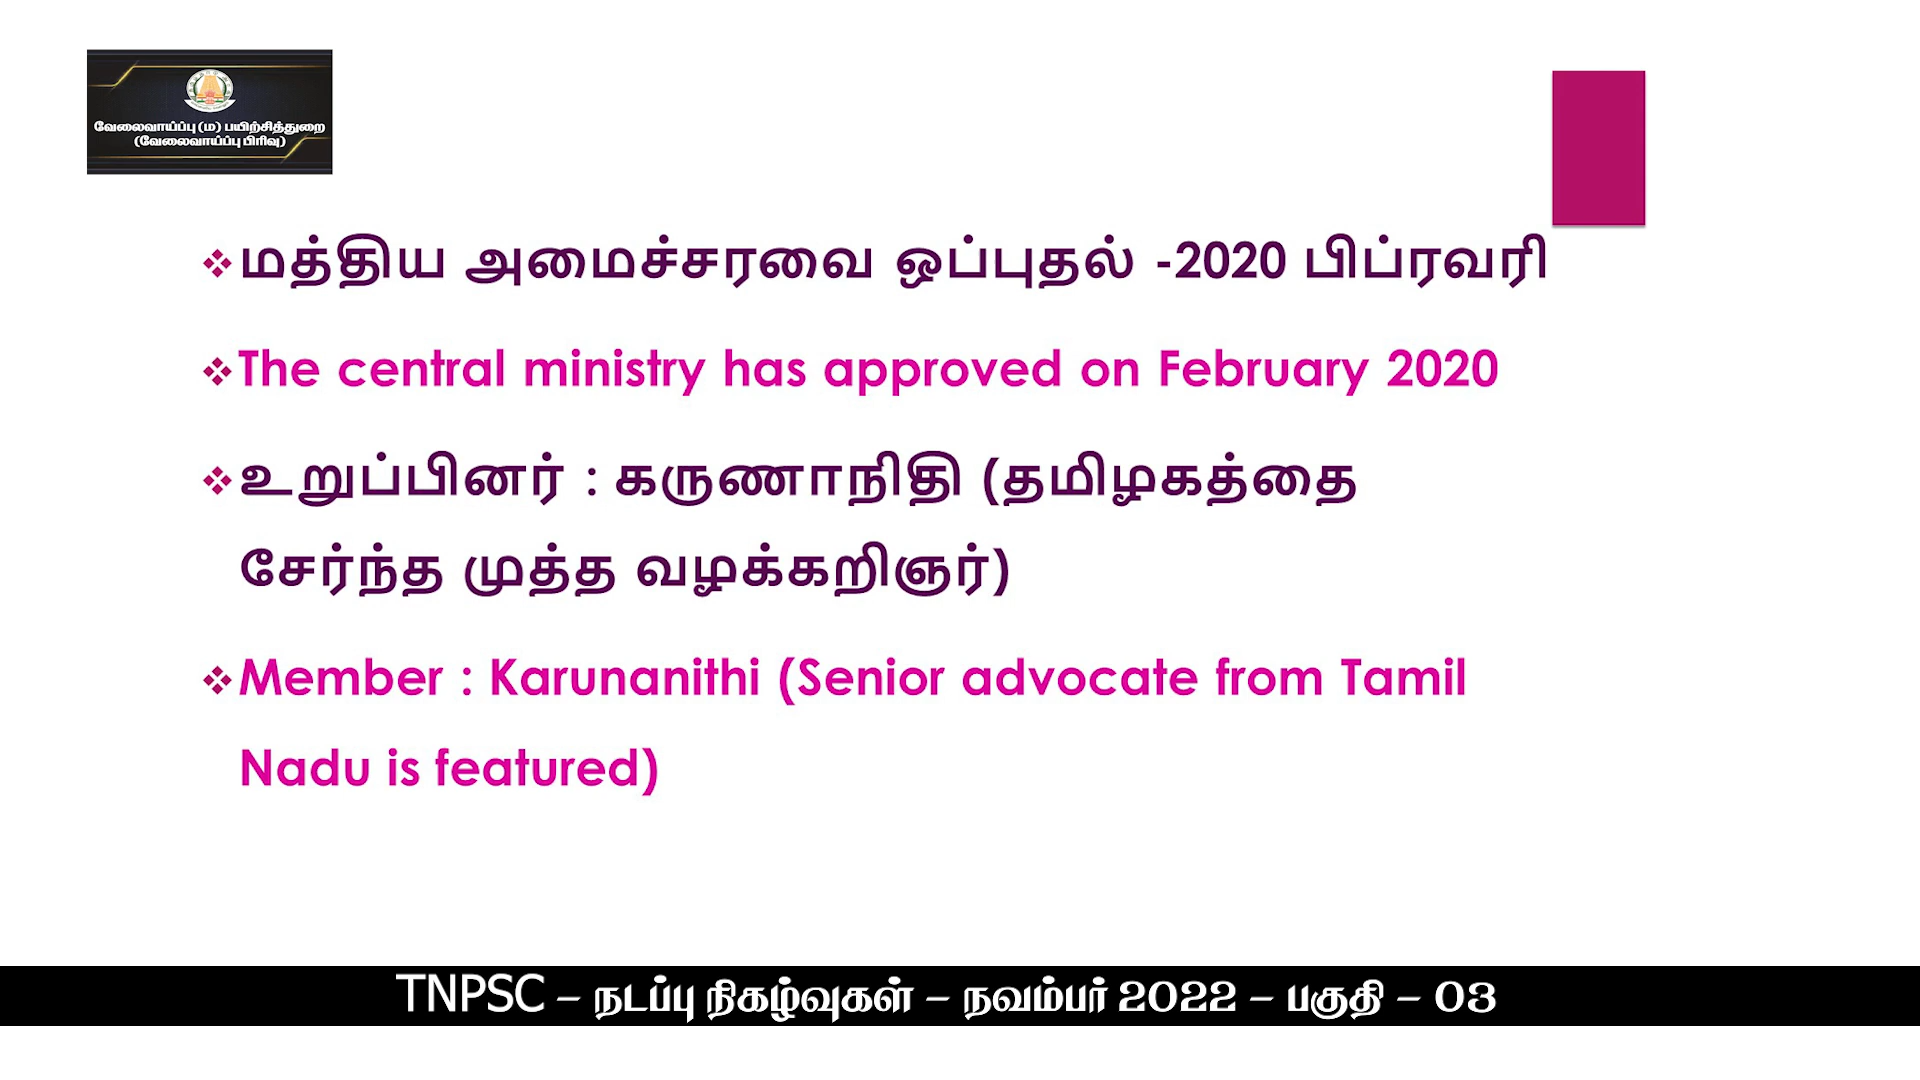 வேலைவாய்ப்பு (ம) பயிற்சித்துறை
(வேலைவாய்ப்பு பிரிவு)
❖மத்திய அமைச்சரவை ஒப்புதல் -2020 பிப்ரவரி
❖The central ministry has approved on February 2020
❖உறுப்பினர் : கருணாநிதி (தமிழகத்தை
சேர்ந்த முத்த வழக்கறிஞர்)
❖Member : Karunanithi (Senior advocate from Tamil
Nadu is featured)
TNPSC – நடப்பு நிகழ்வுகள் – நவம்பர் 2022 – பகுதி – 03